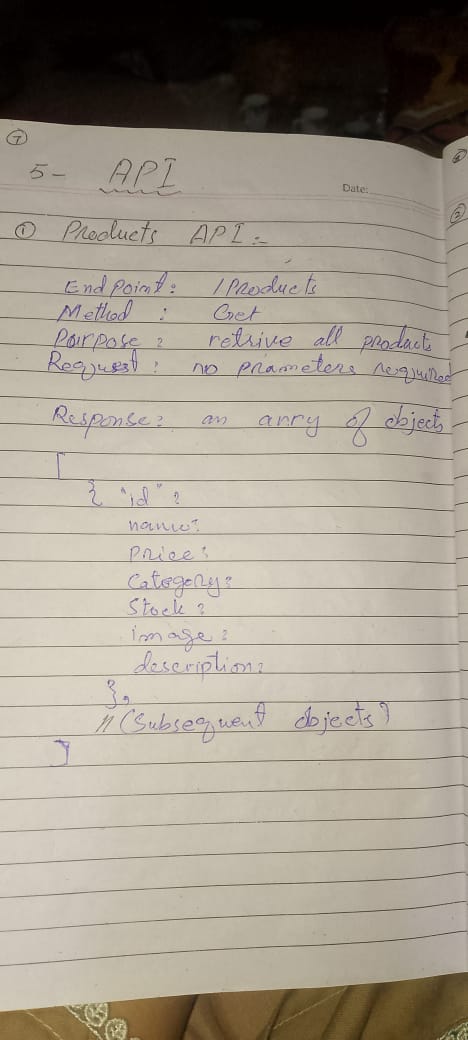 7
5- API
Date:
① Products API :-
End Point : /Products
Method : Get
Pairpose : retrive all products
Request : no prameters required
Response : an arry of objects
[
{ "id" :
name :
Price :
Category :
Stock :
image :
description :
},
// (Subsequent objects)
]